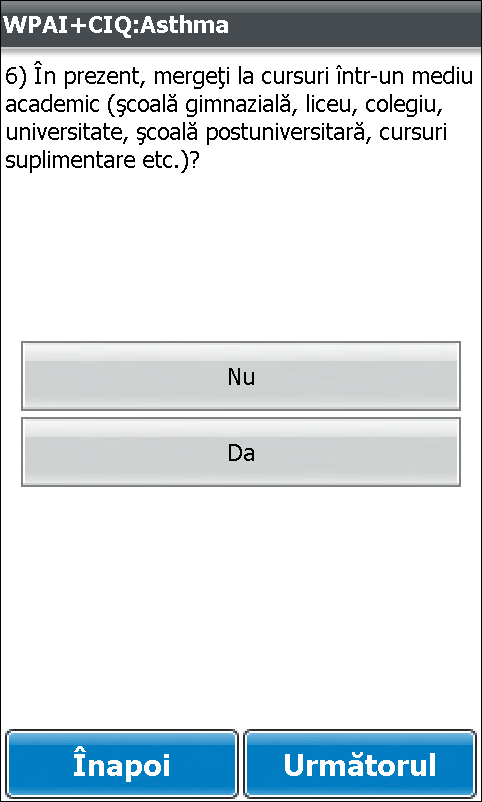 WPAI+CIQ:Asthma
6) În prezent, mergeţi la cursuri într-un mediu
academic (şcoală gimnazială, liceu, colegiu,
universitate, şcoală postuniversitară, cursuri
suplimentare etc.)?
Nu
Da
Înapoi
Următorul